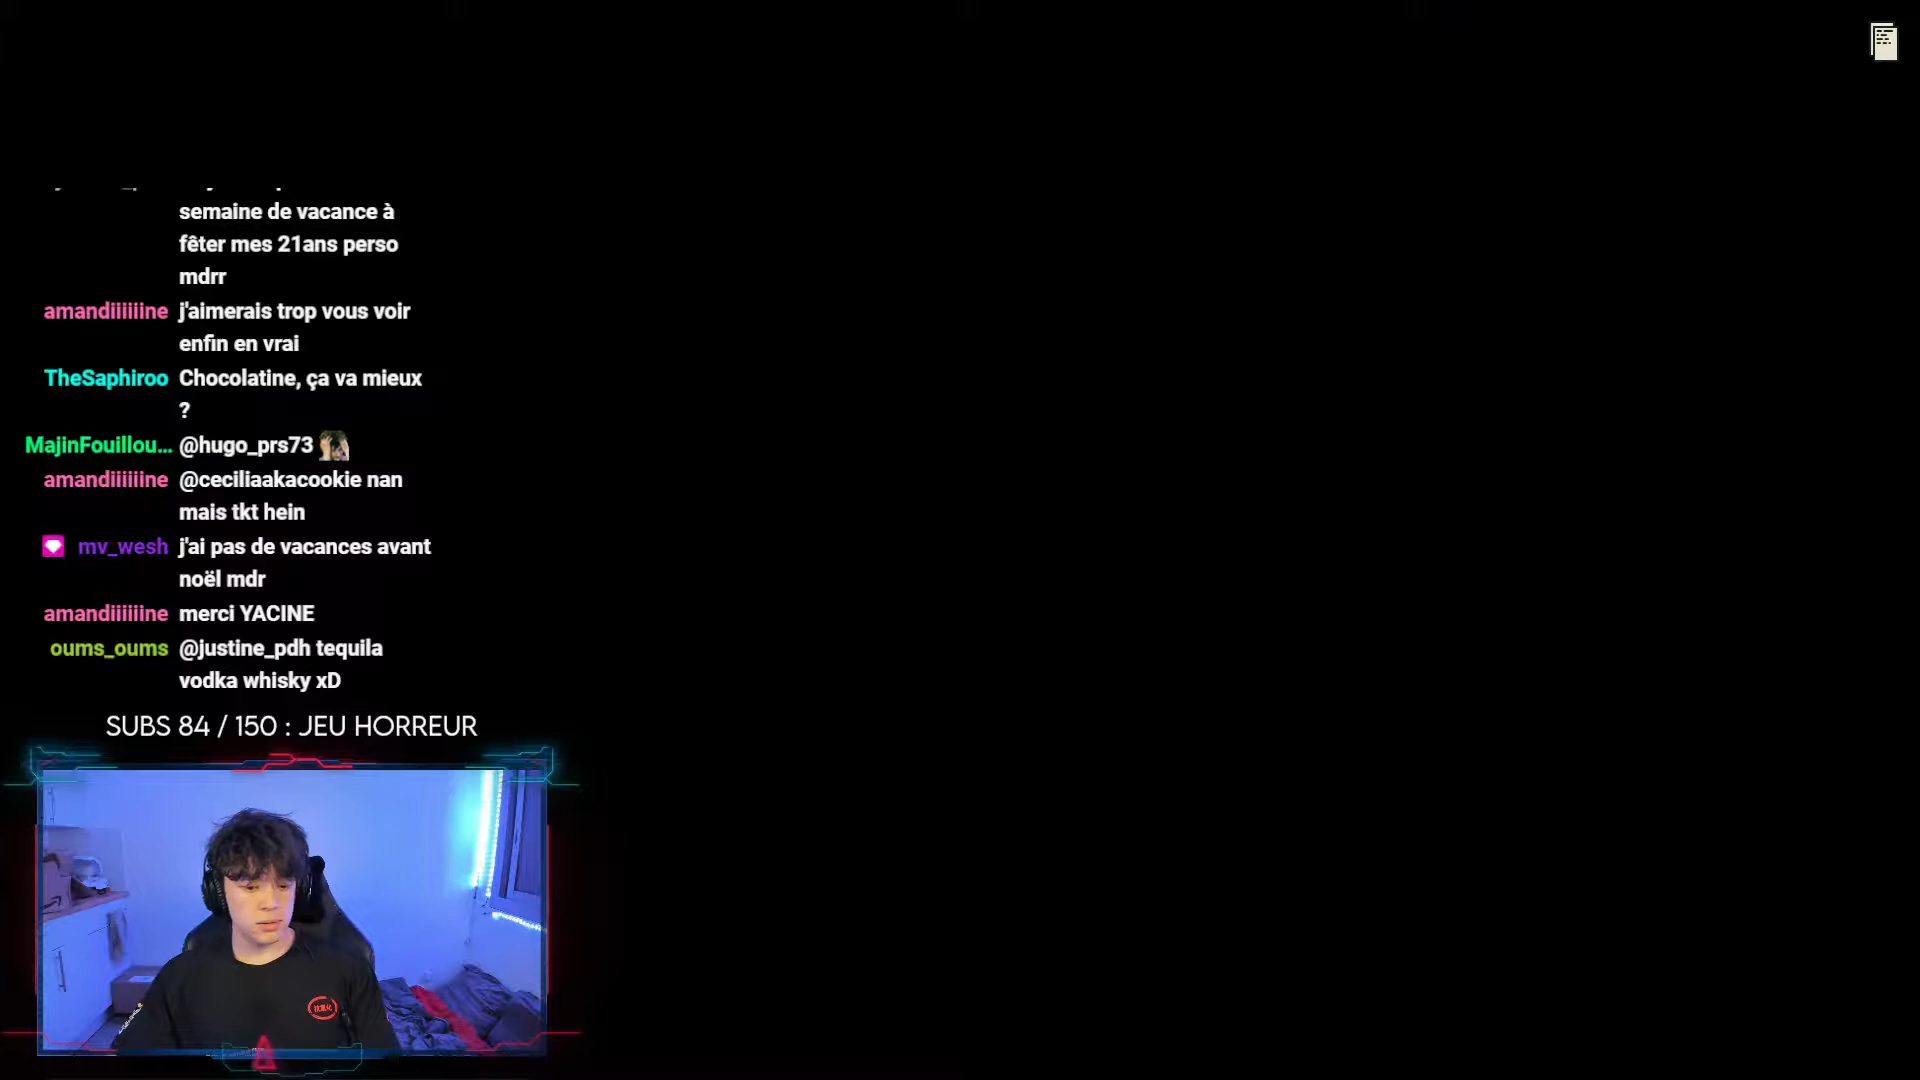 semaine de vacance à
fêter mes 21ans perso
mdrr
amandiiiiiine j'aimerais trop vous voir
enfin en vrai
TheSaphiroo Chocolatine, ça va mieux
?
MajinFouillou... @hugo_prs73
amandiiiiiine @ceciliaakacookie nan
mais tkt hein
mv_wesh j'ai pas de vacances avant
noël mdr
amandiiiiiine merci YACINE
oums_oums @justine_pdh tequila
vodka whisky xD
SUBS 84 / 150 : JEU HORREUR